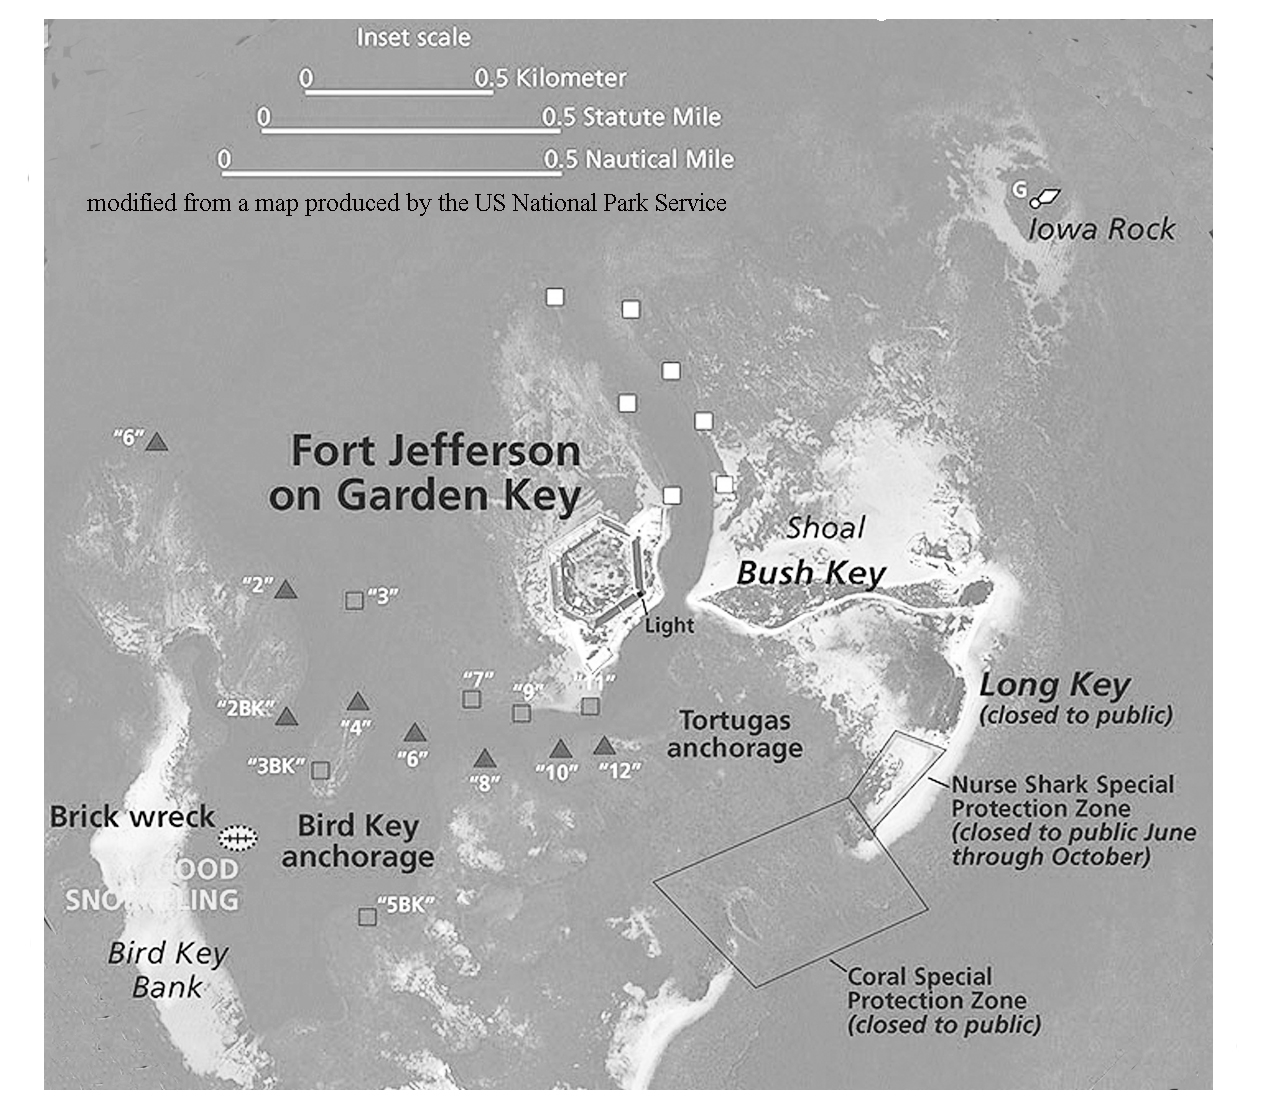 Inset scale
0 0.5 Kilometer
0 0.5 Statute Mile
0 0.5 Nautical Mile
modified from a map produced by the US National Park Service
G
Iowa Rock
"6"
Fort Jefferson
on Garden Key
Shoal
Bush Key
"2"
"3"
Light
"7"
"9"
"11"
Long Key
(closed to public)
"2BK"
"4"
Tortugas
anchorage
"6"
"3BK"
"8"
"10"
"12"
Nurse Shark Special
Protection Zone
(closed to public June
through October)
Brick wreck
Bird Key
anchorage
OOD
SNO LING
"5BK"
Bird Key
Bank
Coral Special
Protection Zone
(closed to public)